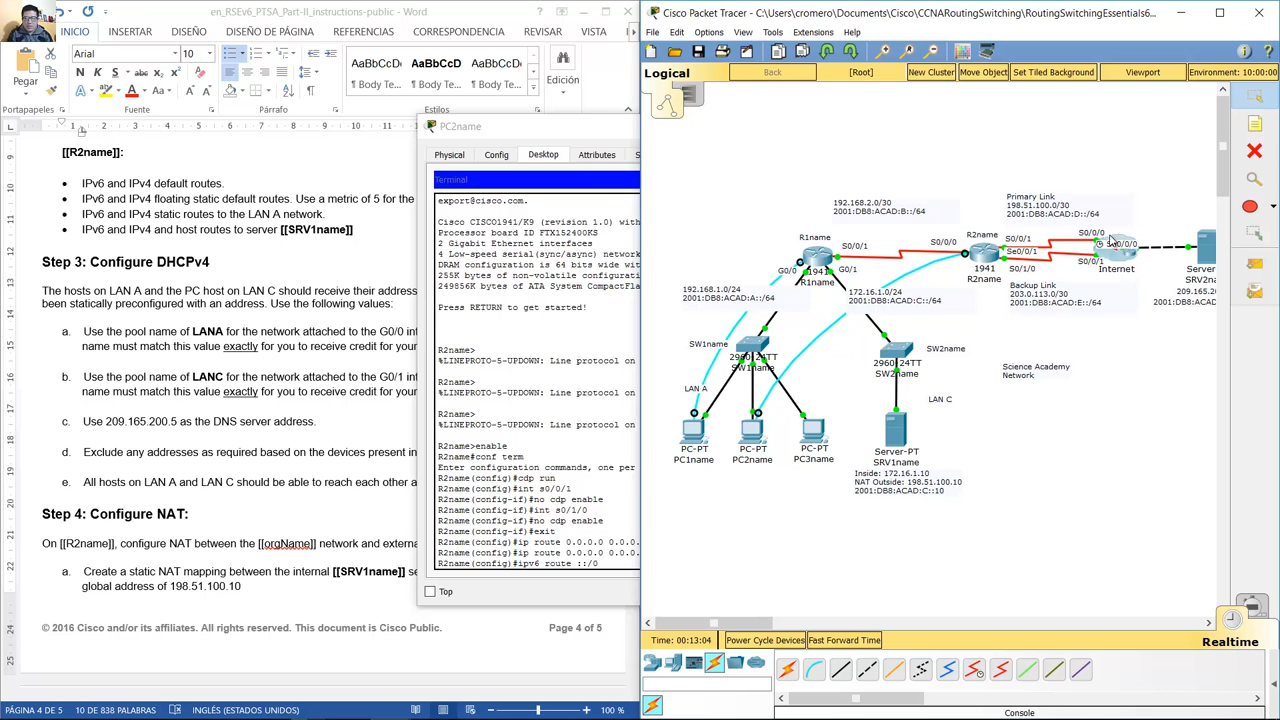 en_RSEv6_PTSA_Part-II_instructions-public - Word
INICIO INSERTAR DISEÑO DISEÑO DE PÁGINA REFERENCIAS CORRESPONDENCIA REVISAR VISTA
Pegar
Arial 10
N K S abc x₂ x²
AaBbCcD AaBbCcD AaBbCcD
¶ Body Te... ¶ Body Te... ¶ Body Te...
Edición
Portapapeles Fuente Párrafo
[[R2name]]:
• IPv6 and IPv4 default routes.
• IPv6 and IPv4 floating static default routes. Use a metric of 5 for the
• IPv6 and IPv4 static routes to the LAN A network.
• IPv6 and IPv4 and host routes to server [[SRV1name]]
Step 3: Configure DHCPv4
The hosts on LAN A and the PC host on LAN C should receive their address
been statically preconfigured with an address. Use the following values:
a. Use the pool name of LANA for the network attached to the G0/0 int
name must match this value exactly for you to receive credit for your
b. Use the pool name of LANC for the network attached to the G0/1 i
name must match this value exactly for you to receive credit for your
c. Use 209.165.200.5 as the DNS server address.
d. Exclude any addresses as required based on the devices present in
e. All hosts on LAN A and LAN C should be able to reach each other a
Step 4: Configure NAT:
On [[R2name]], configure NAT between the [[orgName]] network and externa
a. Create a static NAT mapping between the internal [[SRV1name]] se
global address of 198.51.100.10
© 2016 Cisco and/or its affiliates. All rights reserved. This document is Cisco Public. Page 4 of 5
PÁGINA 4 DE 5 10 DE 838 PALABRAS INGLÉS (ESTADOS UNIDOS) 100 %
PC2name
Physical Config Desktop Attributes S
Terminal
export@cisco.com.
Cisco CISCO1941/K9 (revision 1.0) with
Processor board ID FTX152400KS
2 Gigabit Ethernet interfaces
4 Low-speed serial(sync/async) network
DRAM configuration is 64 bits wide wit
255K bytes of non-volatile configurati
249856K bytes of ATA System CompactFla
Press RETURN to get started!
R2name>
%LINEPROTO-5-UPDOWN: Line protocol on
R2name>
%LINEPROTO-5-UPDOWN: Line protocol on
R2name>
%LINEPROTO-5-UPDOWN: Line protocol on
R2name>enable
R2name#conf term
Enter configuration commands, one per
R2name(config)#cdp run
R2name(config)#int s0/0/1
R2name(config-if)#no cdp enable
R2name(config-if)#int s0/1/0
R2name(config-if)#no cdp enable
R2name(config-if)#exit
R2name(config)#ip route 0.0.0.0 0.0.0.
R2name(config)#ip route 0.0.0.0 0.0.0.
R2name(config)#ipv6 route ::/0
Top
Cisco Packet Tracer - C:\Users\cromero\Documents\Cisco\CCNARoutingSwitching\RoutingSwitchingEssentials6...
File Edit Options View Tools Extensions Help
Logical Back [Root] New Cluster Move Object Set Tiled Background Viewport Environment: 10:00:00
192.168.2.0/30
2001:DB8:ACAD:B::/64
Primary Link
198.51.100.0/30
2001:DB8:ACAD:D::/64
R1name S0/0/1 S0/0/0 R2name S0/0/1 S0/0/0
Se0/0/1 Se0/0/0
G0/0 1941 G0/1
R1name
1941
R2name
S0/1/0 S0/0/1 Internet
Server
SRV2nam
209.165.20
2001:DB8:AC
192.168.1.0/24
2001:DB8:ACAD:A::/64
172.16.1.0/24
2001:DB8:ACAD:C::/64
Backup Link
203.0.113.0/30
2001:DB8:ACAD:E::/64
SW1name
2960-24TT
SW1name
SW2name
2960-24TT
SW2name
Science Academy
Network
LAN A
LAN C
PC-PT
PC1name
PC-PT
PC2name
PC-PT
PC3name
Server-PT
SRV1name
Inside: 172.16.1.10
NAT Outside: 198.51.100.10
2001:DB8:ACAD:C::10
Time: 00:13:04 Power Cycle Devices Fast Forward Time Realtime
Console